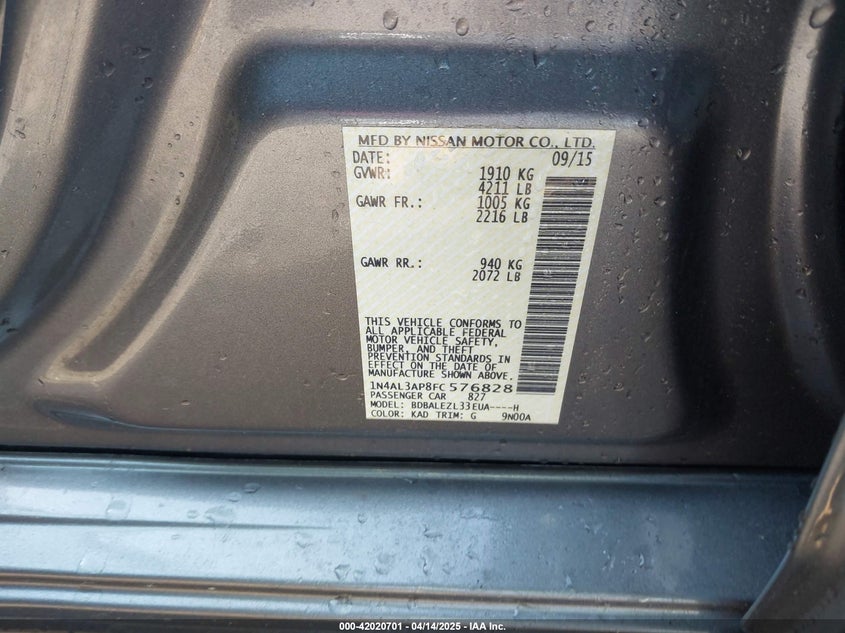 MFD BY NISSAN MOTOR CO., LTD.
DATE: 09/15
GVWR: 1910 KG
4211 LB
GAWR FR.: 1005 KG
2216 LB
GAWR RR.: 940 KG
2072 LB
THIS VEHICLE CONFORMS TO
ALL APPLICABLE FEDERAL
MOTOR VEHICLE SAFETY,
BUMPER, AND THEFT
PREVENTION STANDARDS IN
EFFECT ON THE DATE OF
MANUFACTURE SHOWN ABOVE.
1N4AL3AP8FC576828
PASSENGER CAR 827
MODEL: BDBALEZL33EUA----H
COLOR: KAD TRIM: G 9N00A
000-42020701 - 04/14/2025 - IAA Inc.